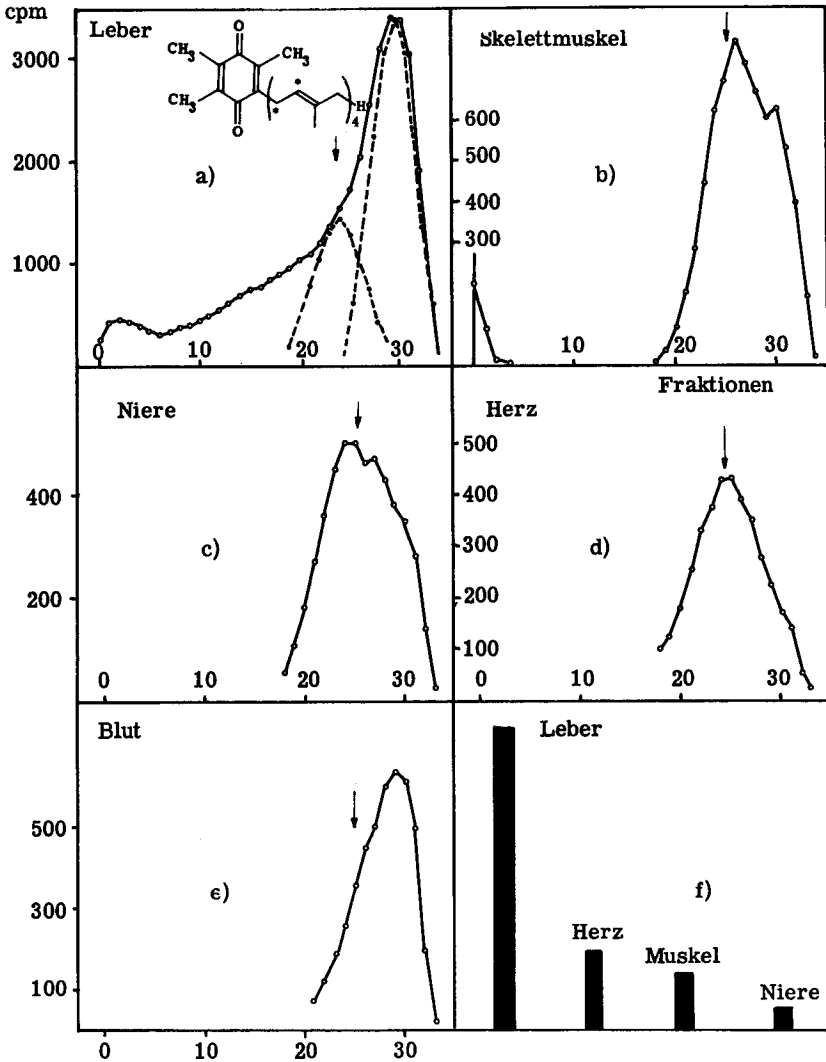 cpm
Leber
3000
2000
1000
O
O
CH₃
CH₃
CH₃
*
*
4
H
a)
0
10
20
30
Skelettmuskel
600
500
400
300
b)
10
20
30
Fraktionen
Niere
400
200
c)
0
10
20
30
Herz
500
400
300
200
100
d)
0
10
20
30
Blut
500
300
100
e)
0
10
20
30
Leber
Herz
Muskel
Niere
f)